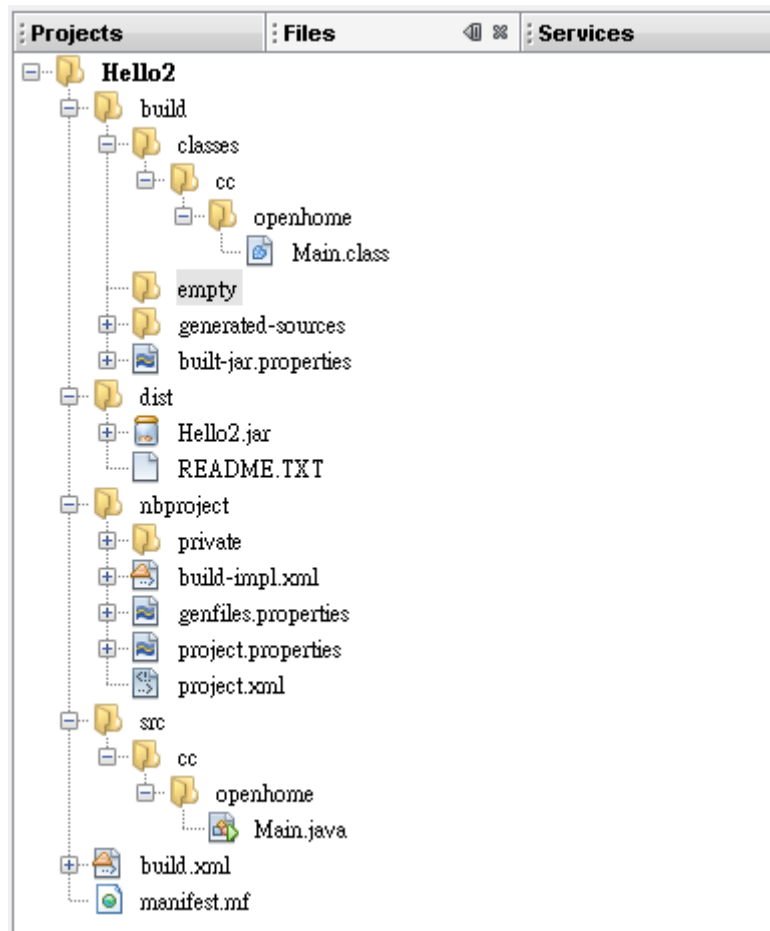 Projects Files Services
Hello2
build
classes
cc
openhome
Main.class
empty
generated-sources
built-jar.properties
dist
Hello2.jar
README.TXT
nbproject
private
build-impl.xml
genfiles.properties
project.properties
project.xml
src
cc
openhome
Main.java
build.xml
manifest.mf